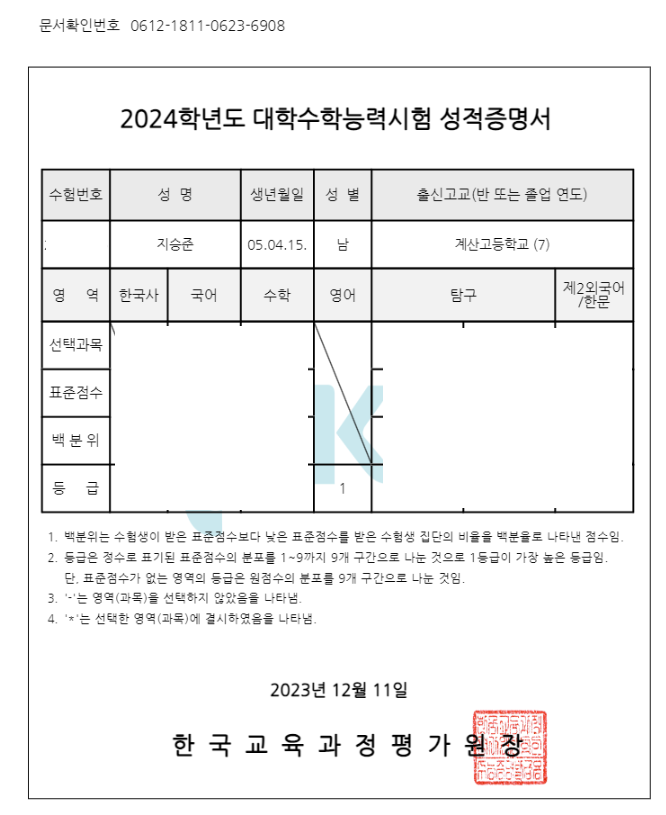 문서확인번호 0612-1811-0623-6908
2024학년도 대학수학능력시험 성적증명서
수험번호 성 명 생년월일 성 별 출신고교(반 또는 졸업 연도)
지승준 05.04.15. 남 계산고등학교 (7)
영 역 한국사 국어 수학 영어 탐구 제2외국어
/한문
선택과목
표준점수
백 분 위
등 급 1
1. 백분위는 수험생이 받은 표준점수보다 낮은 표준점수를 받은 수험생 집단의 비율을 백분율로 나타낸 점수임.
2. 등급은 정수로 표기된 표준점수의 분포를 1~9까지 9개 구간으로 나눈 것으로 1등급이 가장 높은 등급임.
단, 표준점수가 없는 영역의 등급은 원점수의 분포를 9개 구간으로 나눈 것임.
3. '-'는 영역(과목)을 선택하지 않았음을 나타냄.
4. '*'는 선택한 영역(과목)에 결시하였음을 나타냄.
2023년 12월 11일
한 국 교 육 과 정 평 가 원 장